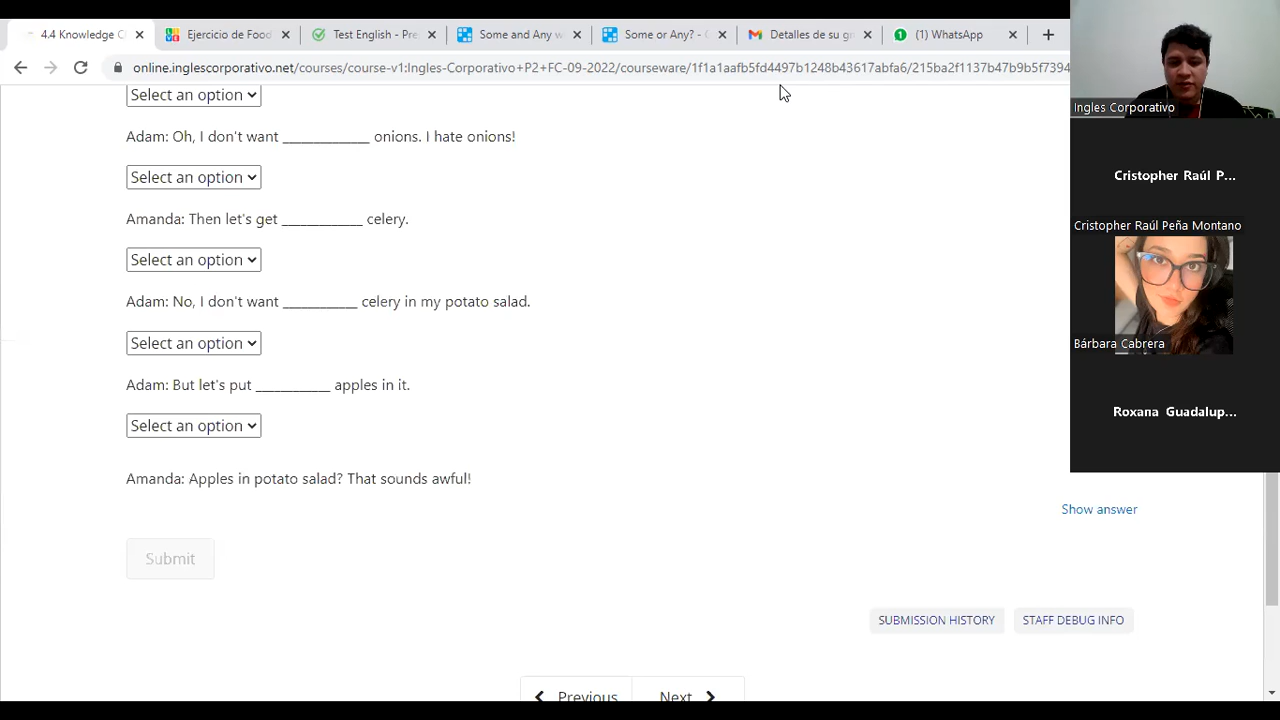 4.4 Knowledge C
Ejercicio de Food
Test English - Pre
Some and Any w
Some or Any? -
Detalles de su g
(1) WhatsApp
online.inglescorporativo.net/courses/course-v1:Ingles-Corporativo+P2+FC-09-2022/courseware/1f1a1aafb5fd4497b1248b43617abfa6/215ba2f1137b47b9b5f7394
Select an option
Adam: Oh, I don't want ______________ onions. I hate onions!
Select an option
Amanda: Then let's get _____________ celery.
Select an option
Adam: No, I don't want ____________ celery in my potato salad.
Select an option
Adam: But let's put ____________ apples in it.
Select an option
Amanda: Apples in potato salad? That sounds awful!
Show answer
Submit
SUBMISSION HISTORY
STAFF DEBUG INFO
Previous
Next
Ingles Corporativo
Cristopher Raúl P...
Cristopher Raúl Peña Montano
Bárbara Cabrera
Roxana Guadalup...